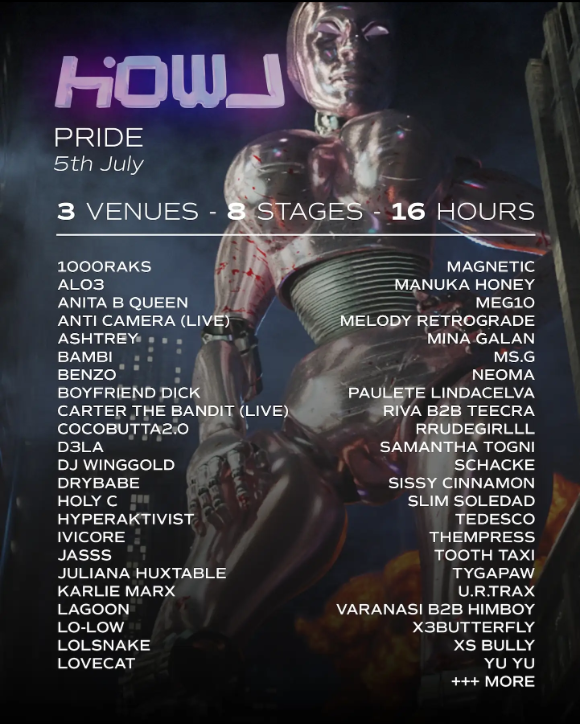 HOWL
PRIDE
5th July
3 VENUES - 8 STAGES - 16 HOURS
1OOORAKS
ALO3
ANITA B QUEEN
ANTI CAMERA (LIVE)
ASHTREY
BAMBI
BENZO
BOYFRIEND DICK
CARTER THE BANDIT (LIVE)
COCOBUTTA2.0
D3LA
DJ WINGGOLD
DRYBABE
HOLY C
HYPERAKTIVIST
IVICORE
JASSS
JULIANA HUXTABLE
KARLIE MARX
LAGOON
LO-LOW
LOLSNAKE
LOVECAT
MAGNETIC
MANUKA HONEY
MEG10
MELODY RETROGRADE
MINA GALAN
MS.G
NEOMA
PAULETE LINDACELVA
RIVA B2B TEECRA
RRUDEGIRLLL
SAMANTHA TOGNI
SCHACKE
SISSY CINNAMON
SLIM SOLEDAD
TEDESCO
THEMPRESS
TOOTH TAXI
TYGAPAW
U.R.TRAX
VARANASI B2B HIMBOY
X3BUTTERFLY
XS BULLY
YU YU
+++ MORE